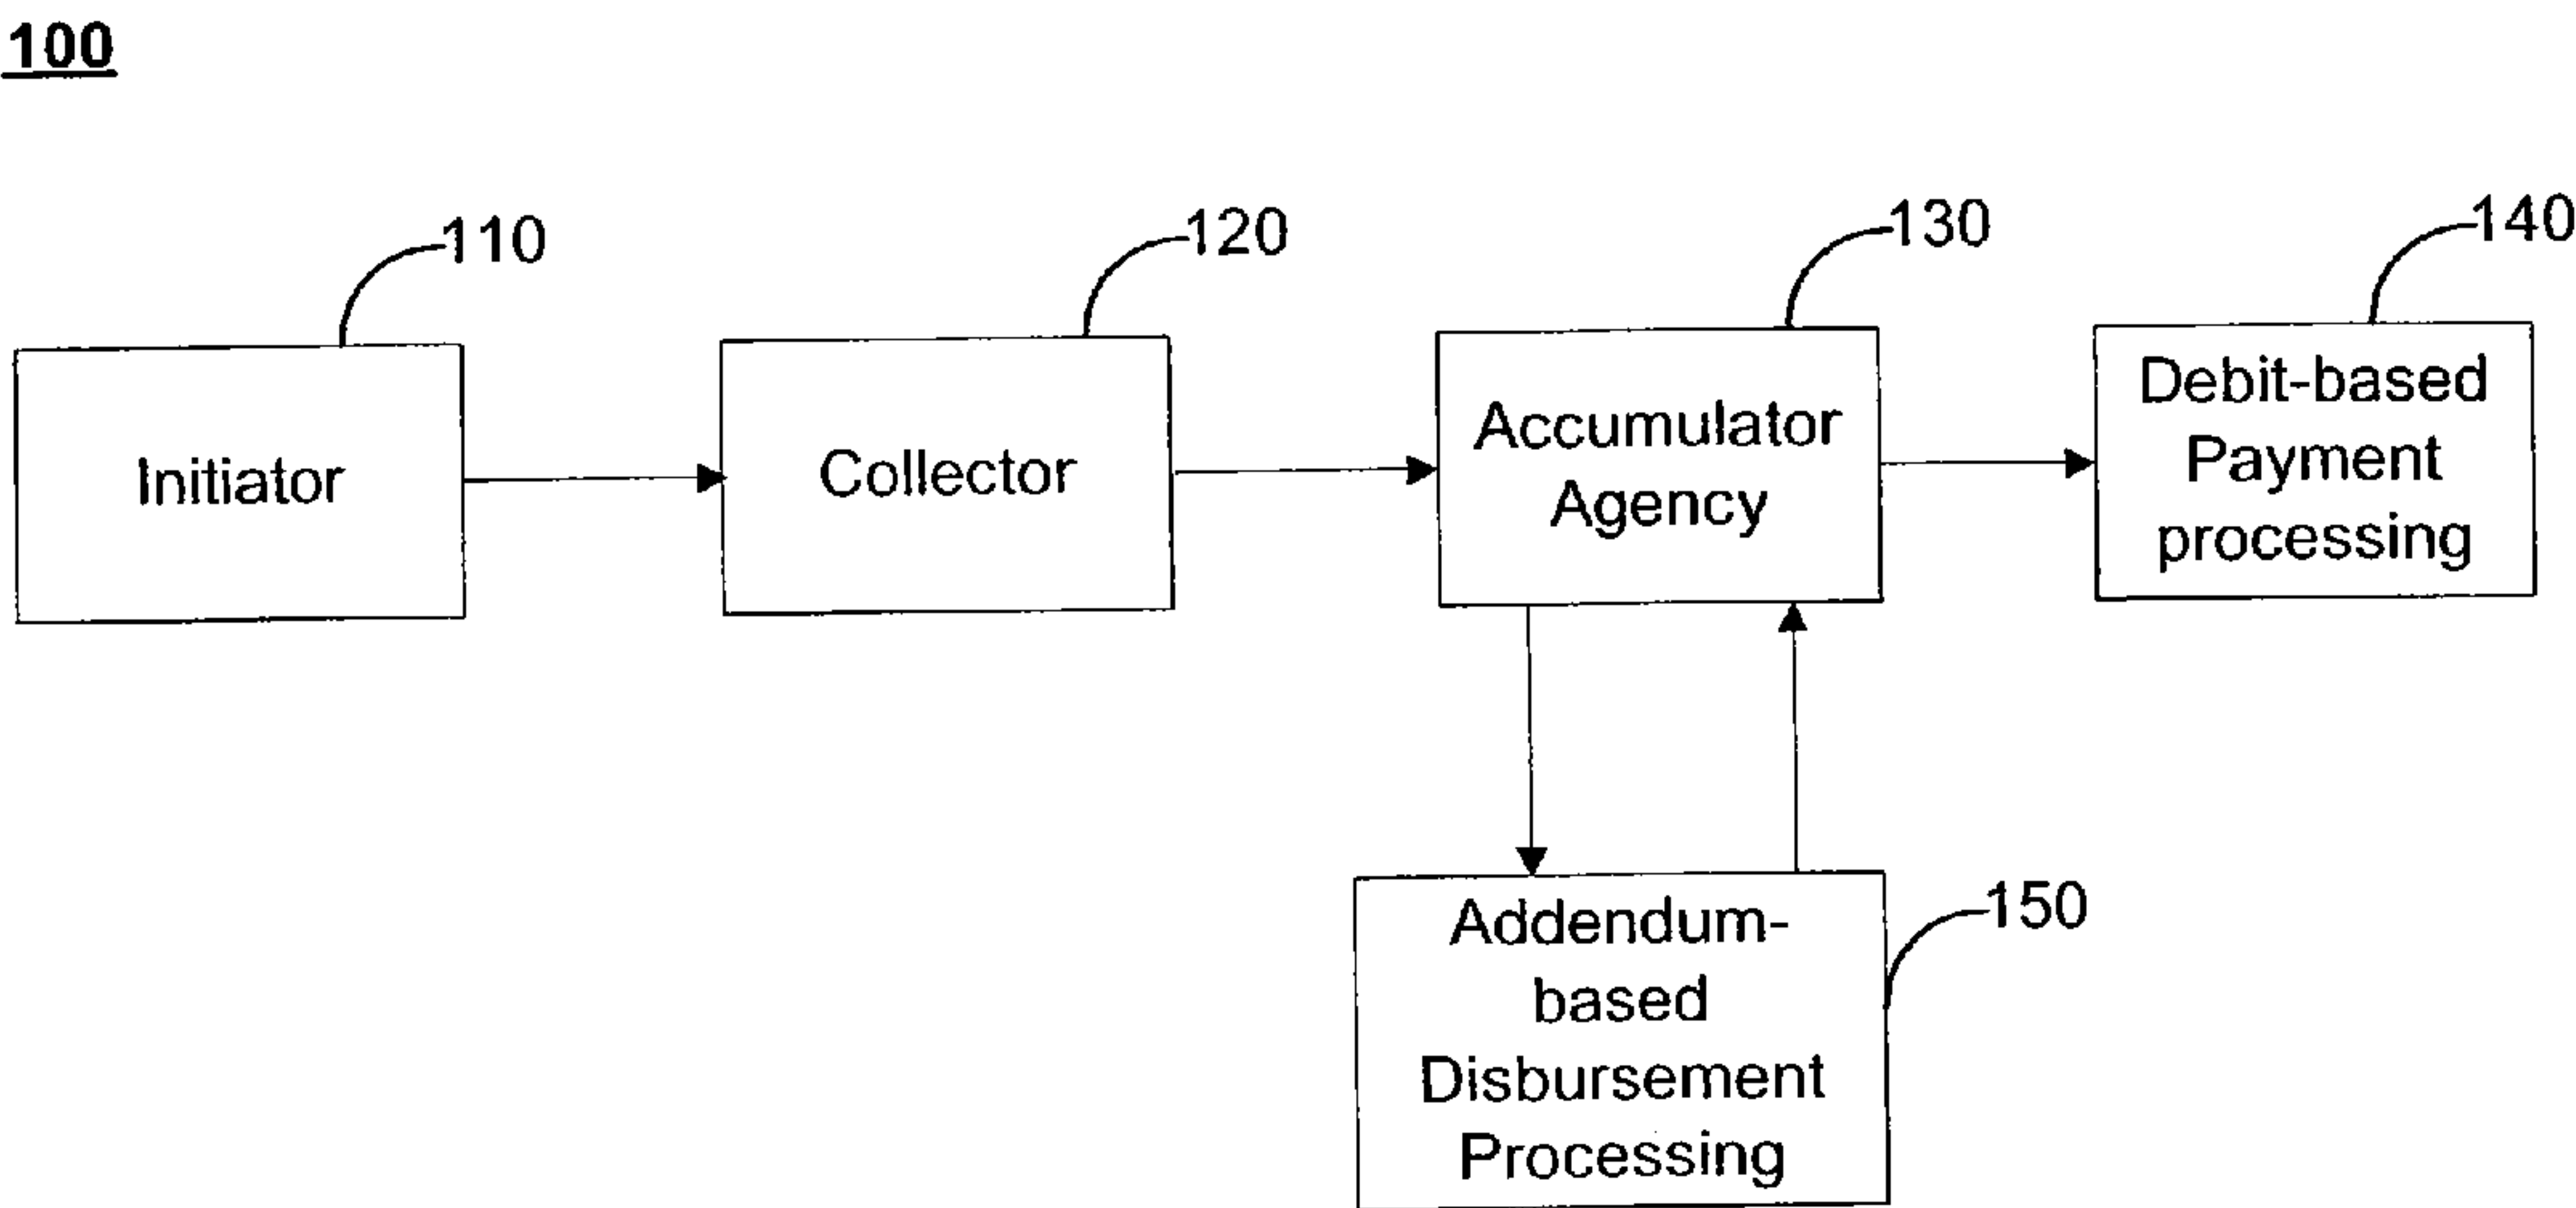 100
110
120
130
140
Initiator
Collector
Accumulator
Agency
Debit-based
Payment
processing
150
Addendum-
based
Disbursement
Processing